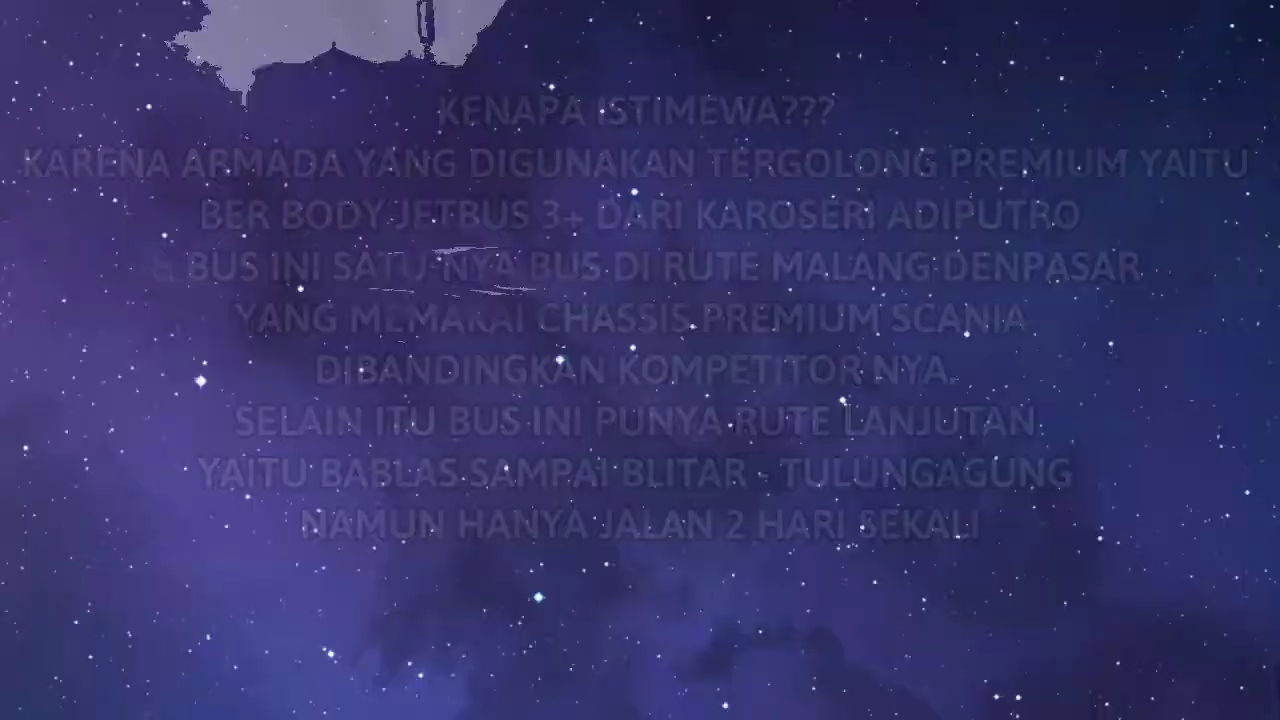 KENAPA ISTIMEWA???
KARENA ARMADA YANG DIGUNAKAN TERGOLONG PREMIUM YAITU
BER BODY JETBUS 3+ DARI KAROSERI ADIPUTRO
& BUS INI SATU-NYA BUS DI RUTE MALANG-DENPASAR
YANG MEMAKAI CHASSIS PREMIUM SCANIA
DIBANDINGKAN KOMPETITOR NYA.
SELAIN ITU BUS INI PUNYA RUTE LANJUTAN
YAITU BABLAS SAMPAI BLITAR - TULUNGAGUNG
NAMUN HANYA JALAN 2 HARI SEKALI